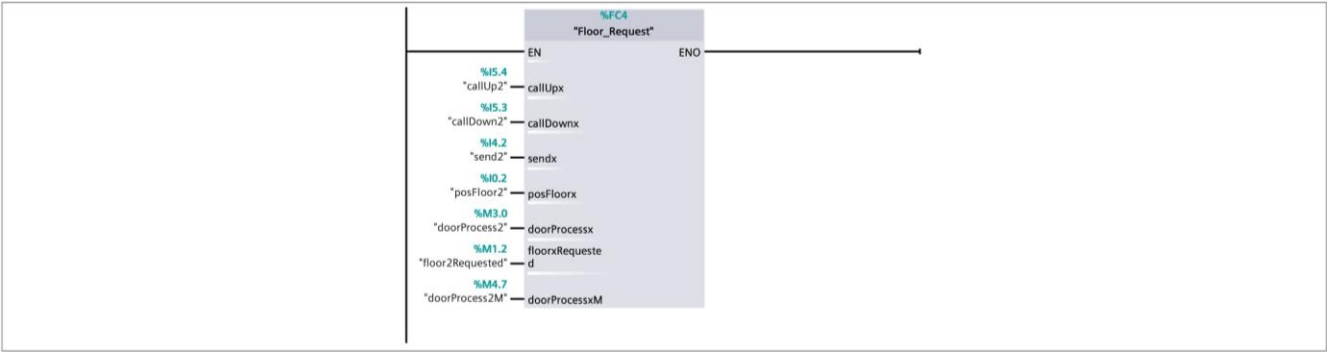 %FC4
"Floor_Request"
EN ENO
%I5.4
"callUp2" callUpx
%I5.3
"callDown2" callDownx
%I4.2
"send2" sendx
%I0.2
"posFloor2" posFloorx
%M3.0
"doorProcess2" doorProcessx
%M1.2 floorxRequeste
"floor2Requested" d
%M4.7
"doorProcess2M" doorProcessxM